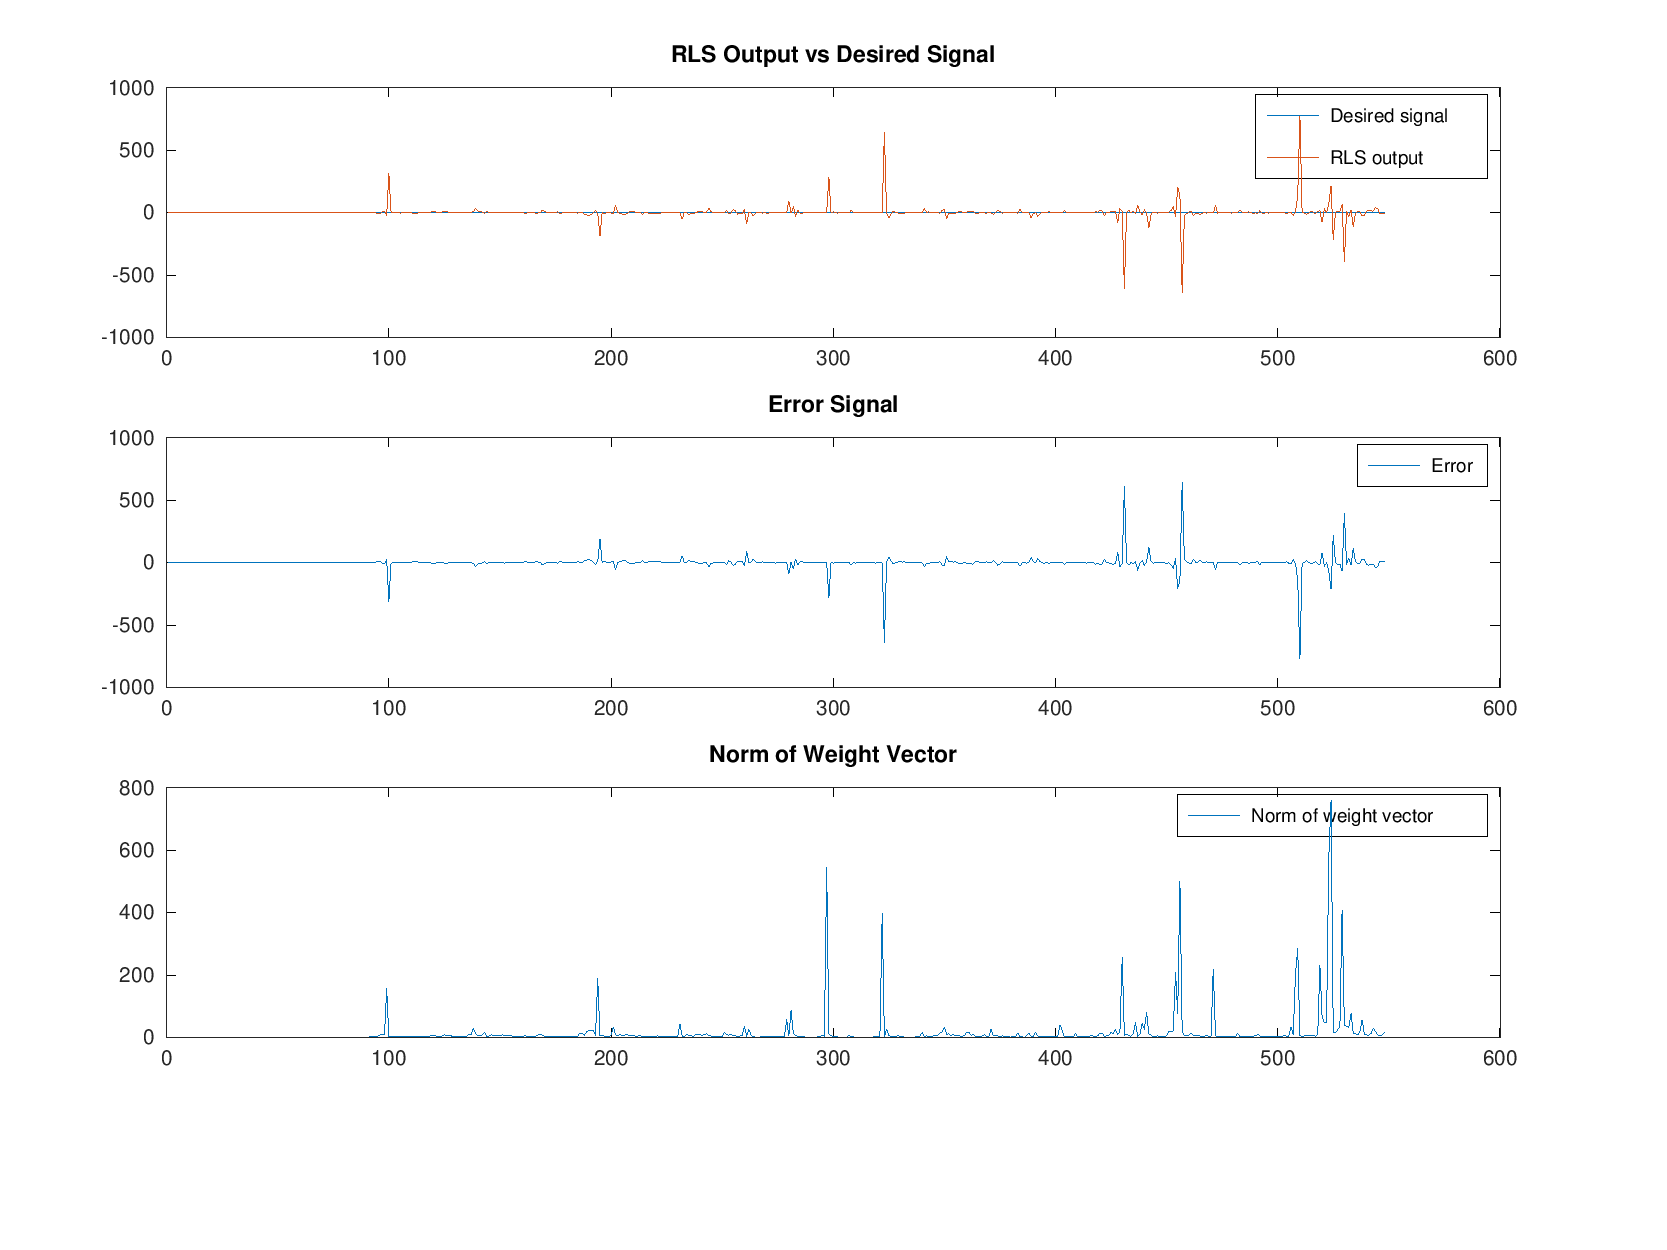 RLS Output vs Desired Signal
1000
500
0
-500
-1000
0 100 200 300 400 500 600
Desired signal
RLS output
Error Signal
1000
500
0
-500
-1000
0 100 200 300 400 500 600
Error
Norm of Weight Vector
800
600
400
200
0
0 100 200 300 400 500 600
Norm of weight vector